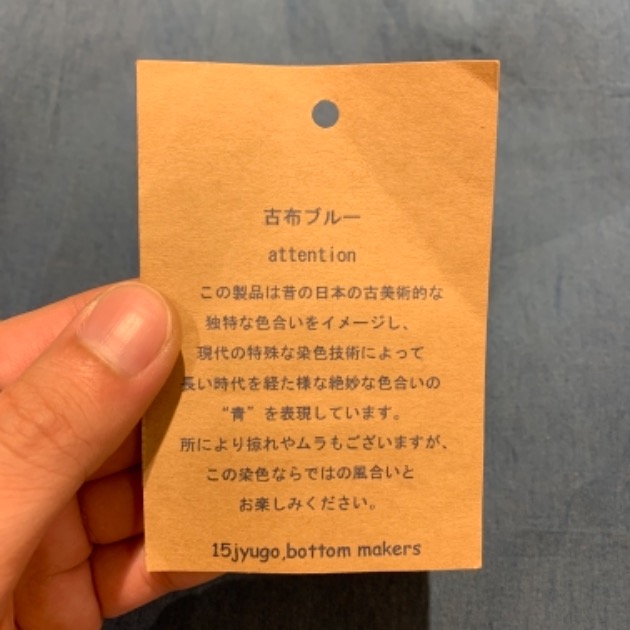 古布ブルー
attention
この製品は昔の日本の古美術的な
独特な色合いをイメージし、
現代の特殊な染色技術によって
長い時代を経た様な絶妙な色合いの
“青”を表現しています。
所により掠れやムラもございますが、
この染色ならではの風合いと
お楽しみください。
15jyugo,bottom makers